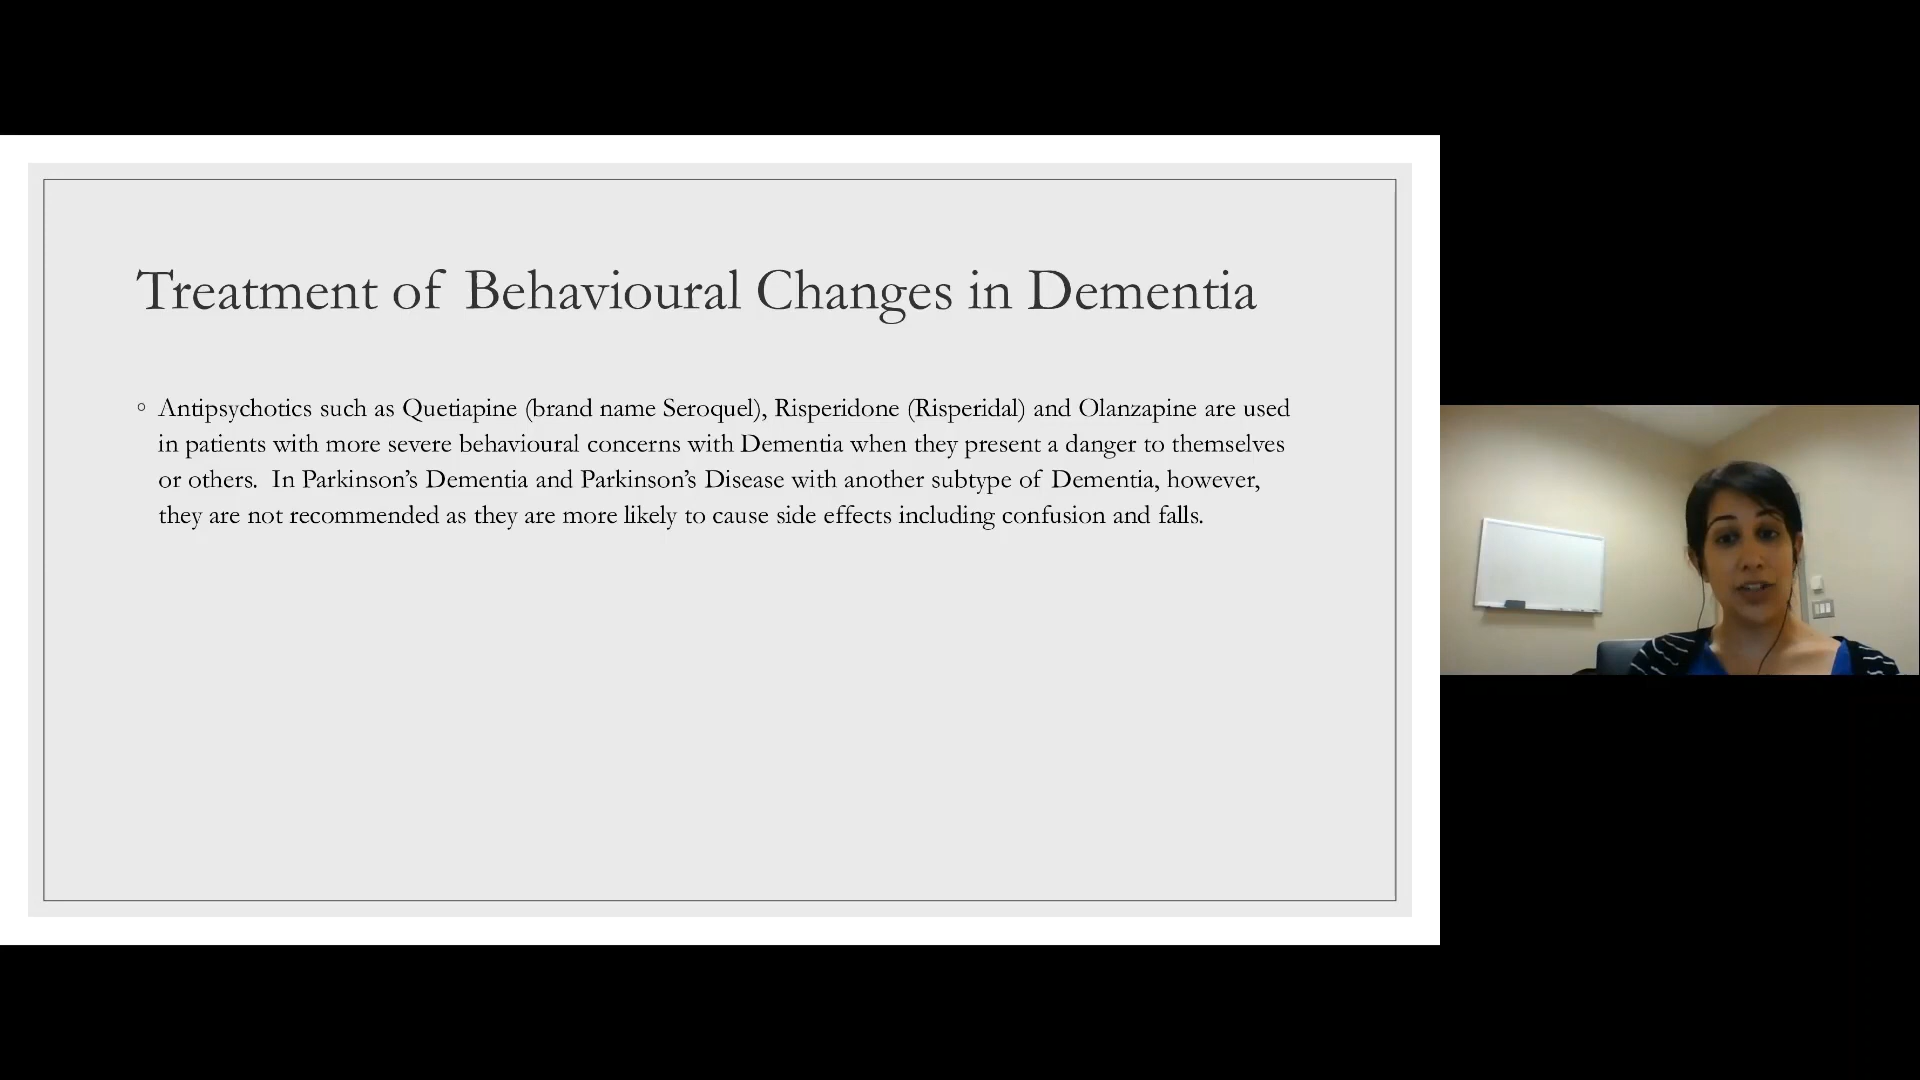 Treatment of Behavioural Changes in Dementia
◦ Antipsychotics such as Quetiapine (brand name Seroquel), Risperidone (Risperidal) and Olanzapine are used
in patients with more severe behavioural concerns with Dementia when they present a danger to themselves
or others.  In Parkinson’s Dementia and Parkinson’s Disease with another subtype of Dementia, however,
they are not recommended as they are more likely to cause side effects including confusion and falls.